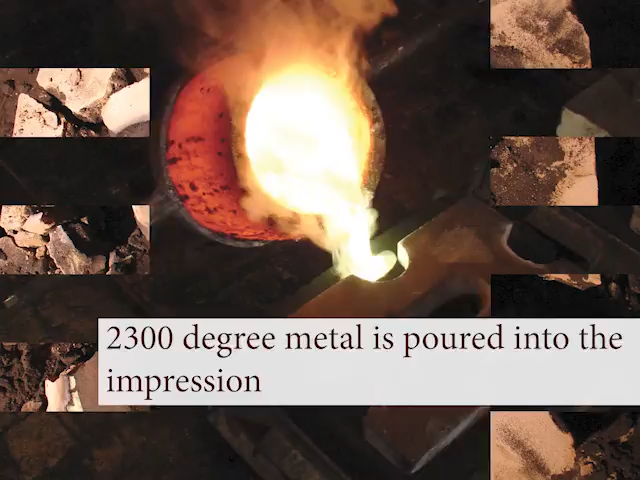 2300 degree metal is poured into the
impression